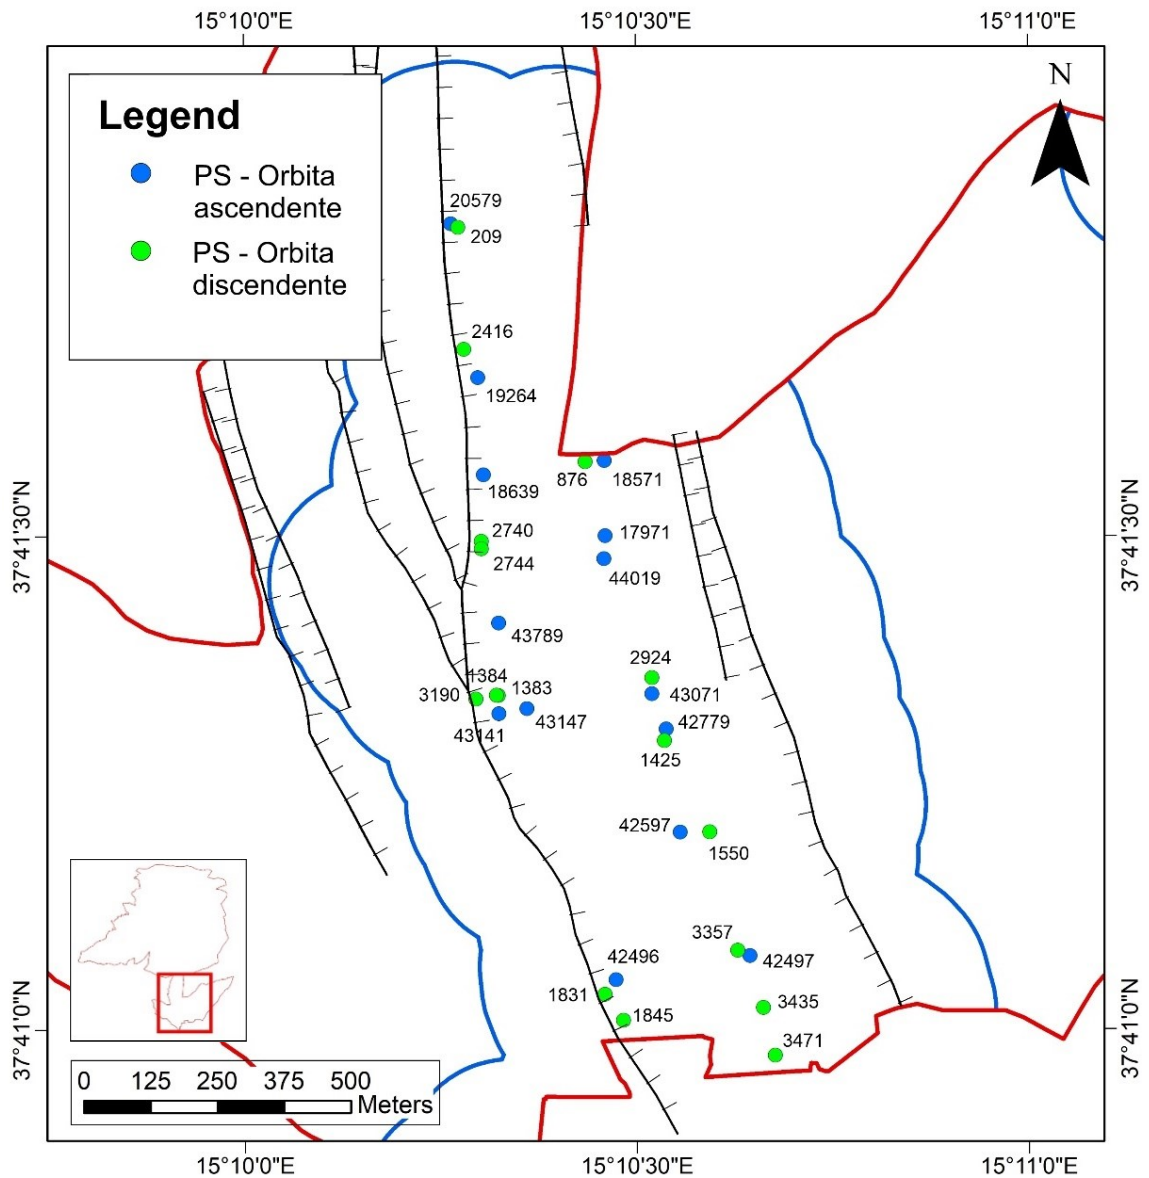 15°10'0"E
15°10'30"E
15°11'0"E
N
Legend
PS - Orbita
ascendente
PS - Orbita
discendente
20579
209
2416
19264
876
18571
18639
37°41'30"N
37°41'30"N
2740
17971
2744
44019
43789
2924
1384
3190
1383
43071
43147
43141
42779
1425
42597
1550
3357
42496
42497
1831
3435
1845
37°41'0"N
37°41'0"N
3471
0
125
250
375
500
Meters
15°10'0"E
15°10'30"E
15°11'0"E